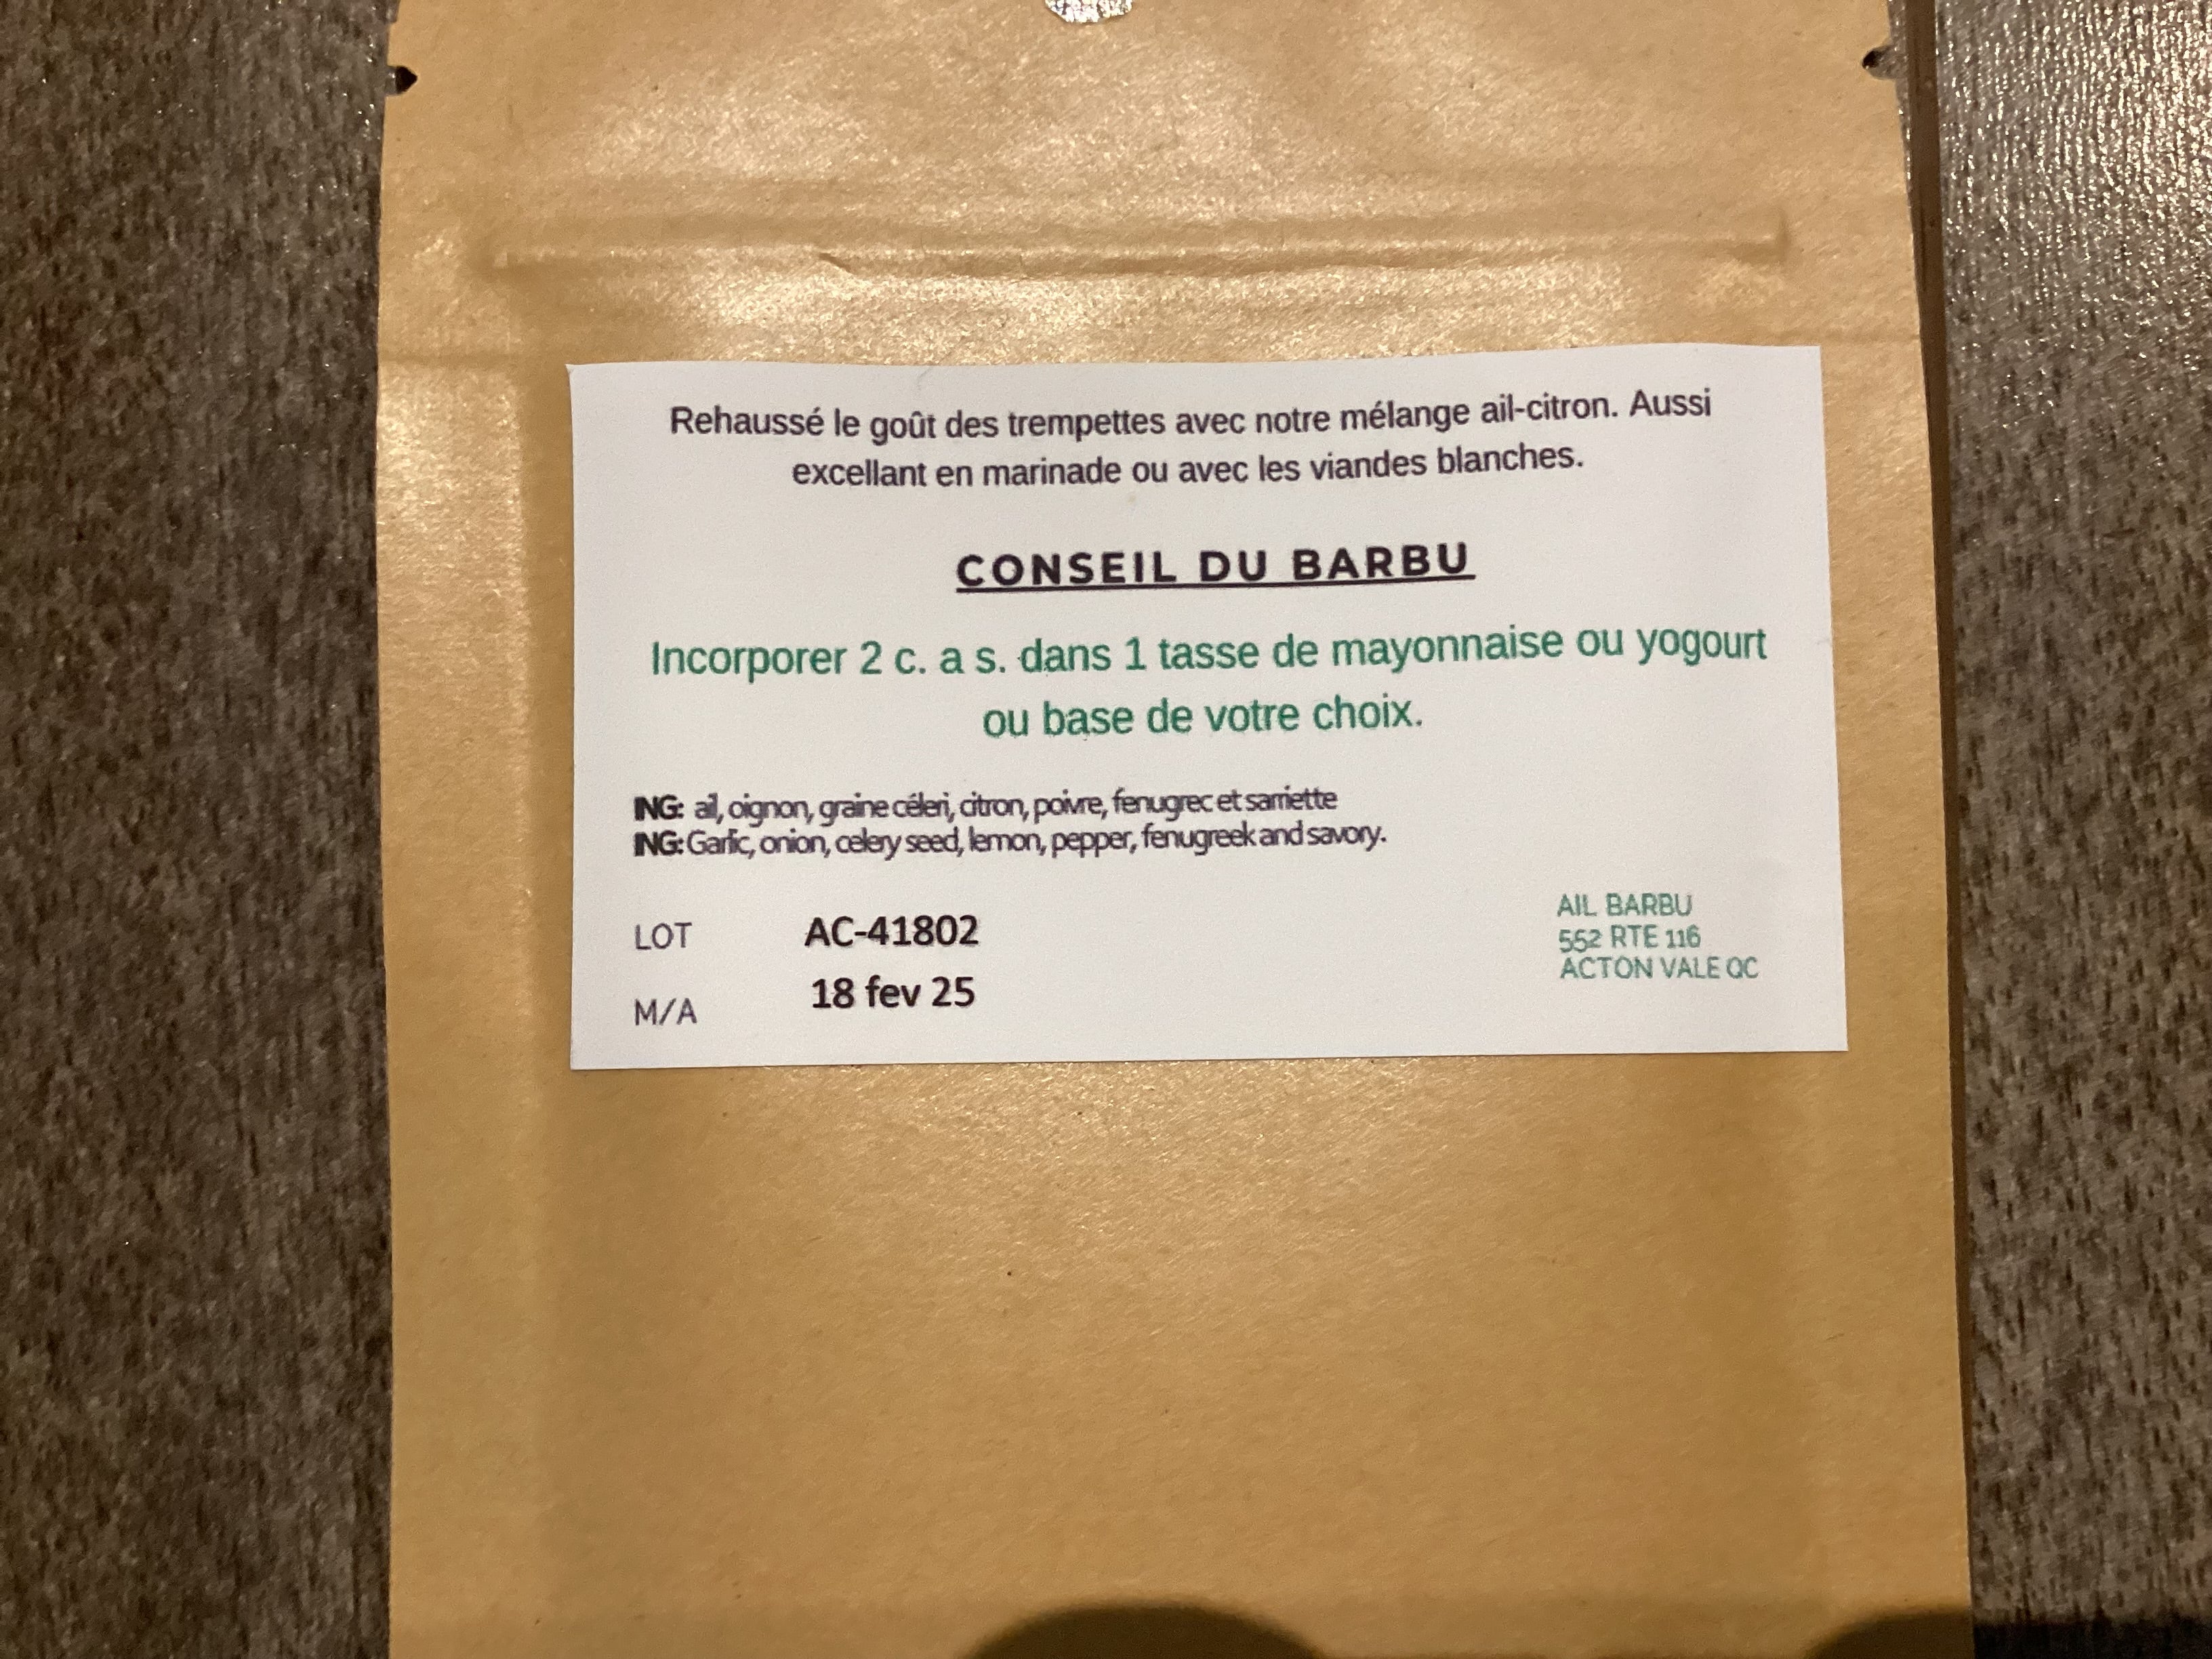 Rehaussé le goût des trempettes avec notre mélange ail-citron. Aussi
excellant en marinade ou avec les viandes blanches.
CONSEIL DU BARBU
Incorporer 2 c. a s. dans 1 tasse de mayonnaise ou yogourt
ou base de votre choix.
ING: ail, oignon, graine céleri, citron, poivre, fenugrec et sarriette
ING: Garlic, onion, celery seed, lemon, pepper, fenugreek and savory.
LOT AC-41802
M/A 18 fev 25
AIL BARBU
552 RTE 116
ACTON VALE QC